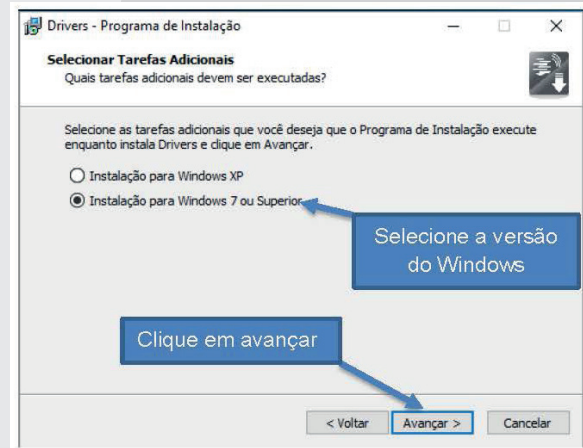 Drivers - Programa de Instalação
Selecionar Tarefas Adicionais
Quais tarefas adicionais devem ser executadas?
Selecione as tarefas adicionais que você deseja que o Programa de Instalação execute
enquanto instala Drivers e clique em Avançar.
Instalação para Windows XP
Instalação para Windows 7 ou Superior
Selecione a versão
do Windows
Clique em avançar
< Voltar
Avançar >
Cancelar